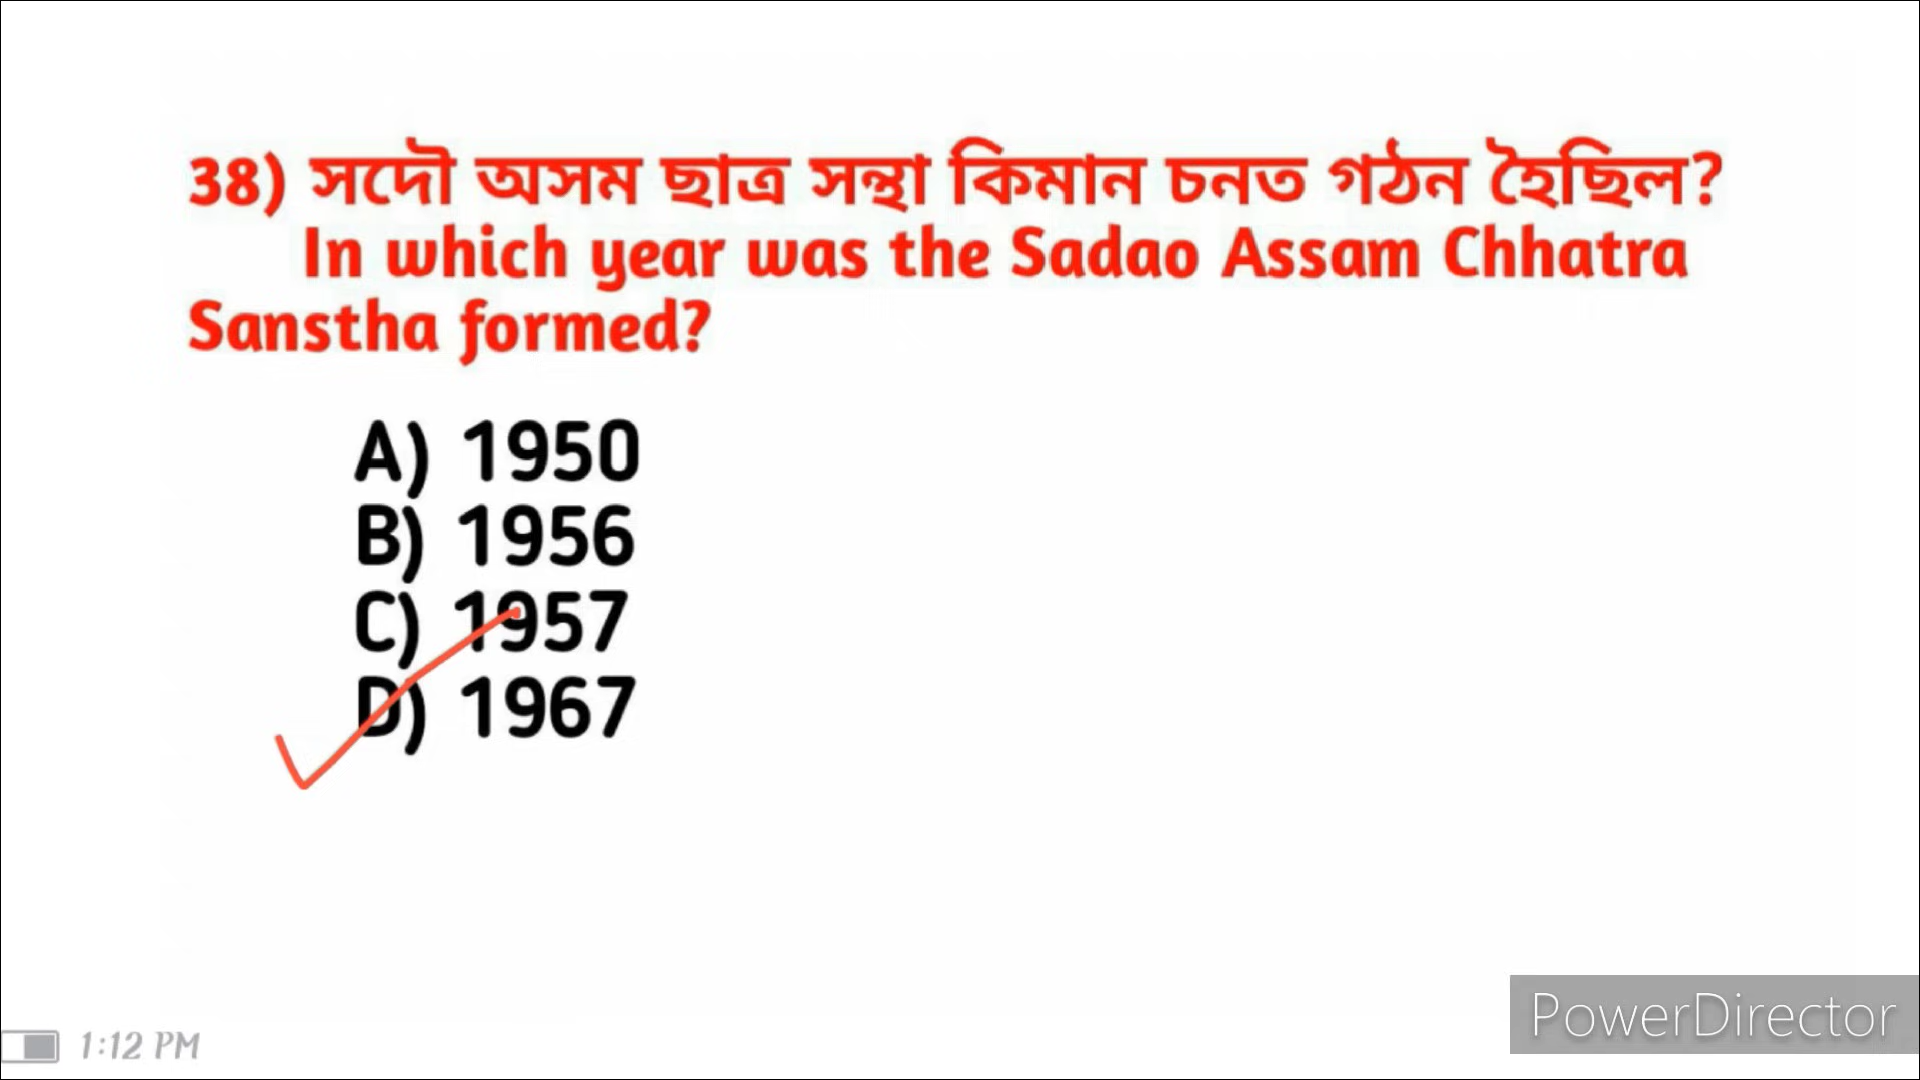 38) সদৌ অসম ছাত্ৰ সন্থা কিমান চনত গঠন হৈছিল?
In which year was the Sadao Assam Chhatra
Sanstha formed?
A) 1950
B) 1956
C) 1957
D) 1967
1:12 PM
PowerDirector